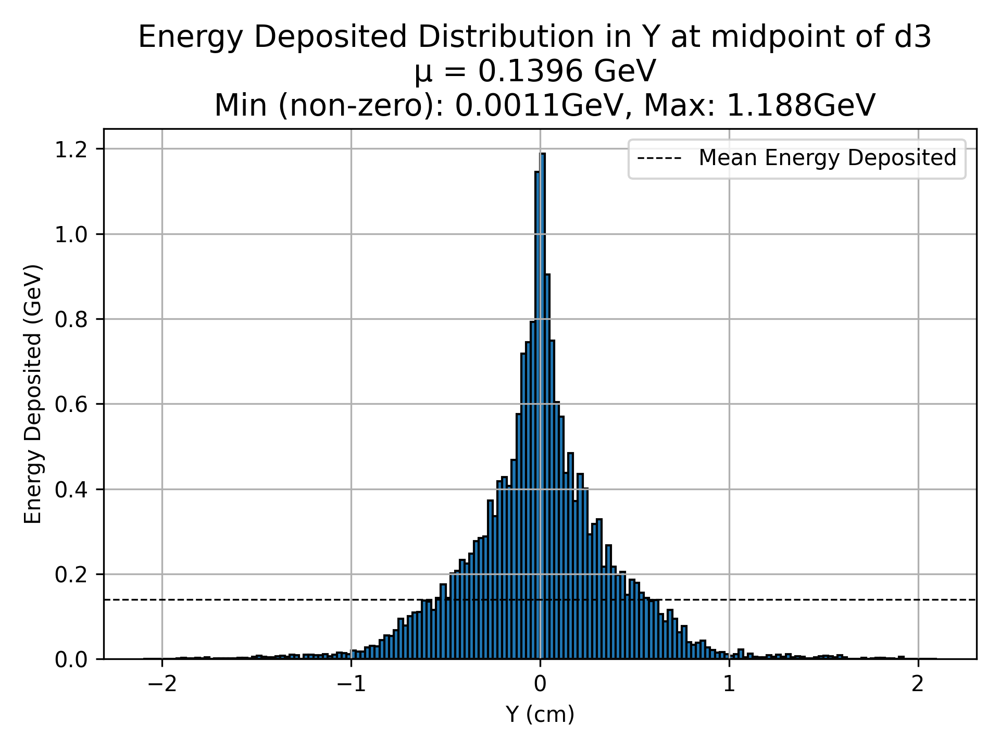 Energy Deposited Distribution in Y at midpoint of d3
μ = 0.1396 GeV
Min (non-zero): 0.0011GeV, Max: 1.188GeV
Mean Energy Deposited
Energy Deposited (GeV)
1.2
1.0
0.8
0.6
0.4
0.2
0.0
−2 −1 0 1 2
Y (cm)